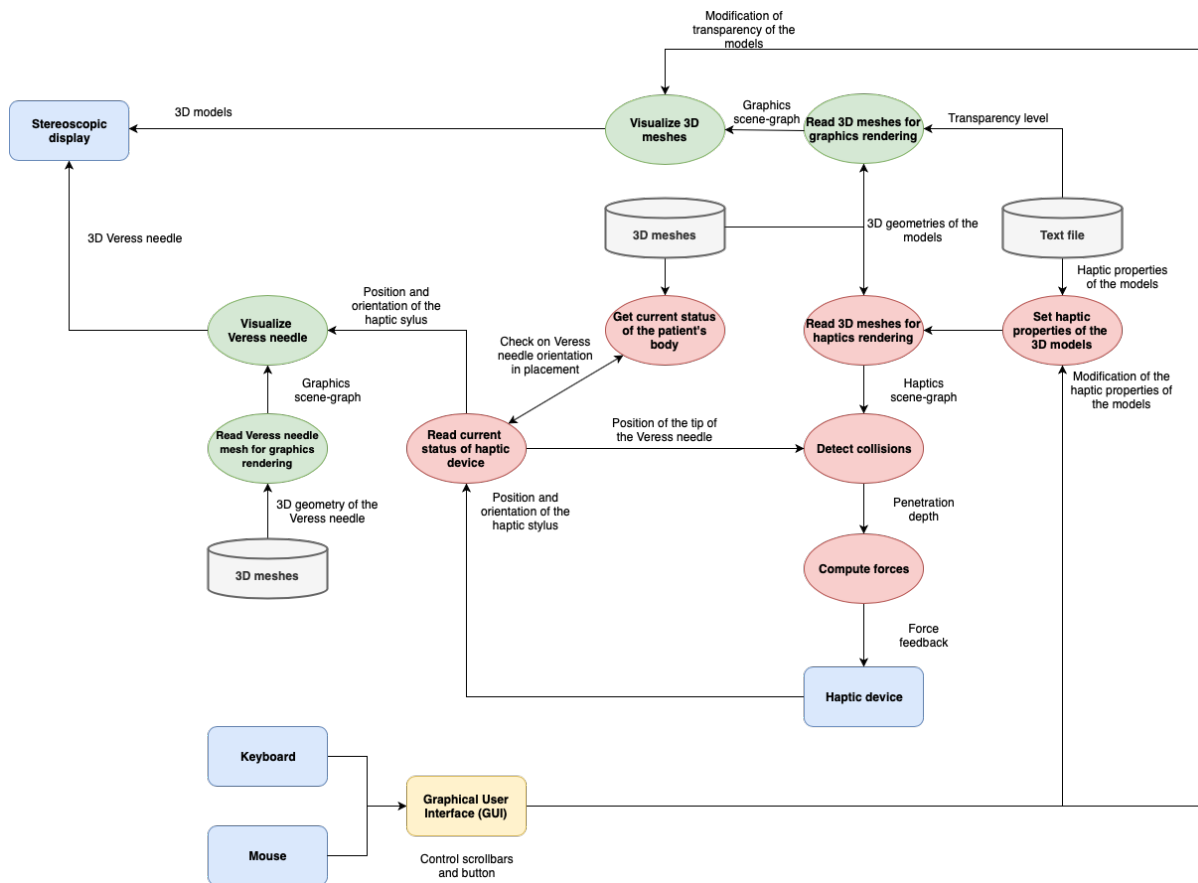 Modification of
transparency of the
models
Stereoscopic
display
3D models
Visualize 3D
meshes
Graphics
scene-graph
Read 3D meshes for
graphics rendering
Transparency level
3D Veress needle
3D meshes
3D geometries of the
models
Text file
Haptic properties
of the models
Visualize
Veress needle
Position and
orientation of the
haptic sylus
Get current status
of the patient's
body
Read 3D meshes for
haptics rendering
Set haptic
properties of the
3D models
Check on Veress
needle orientation
in placement
Graphics
scene-graph
Haptics
scene-graph
Modification of the
haptic properties of
the models
Read Veress needle
mesh for graphics
rendering
Read current
status of haptic
device
Position of the tip of
the Veress needle
Detect collisions
3D geometry of the
Veress needle
Position and
orientation of the
haptic stylus
Penetration
depth
3D meshes
Compute forces
Force
feedback
Haptic device
Keyboard
Graphical User
Interface (GUI)
Mouse
Control scrollbars
and button